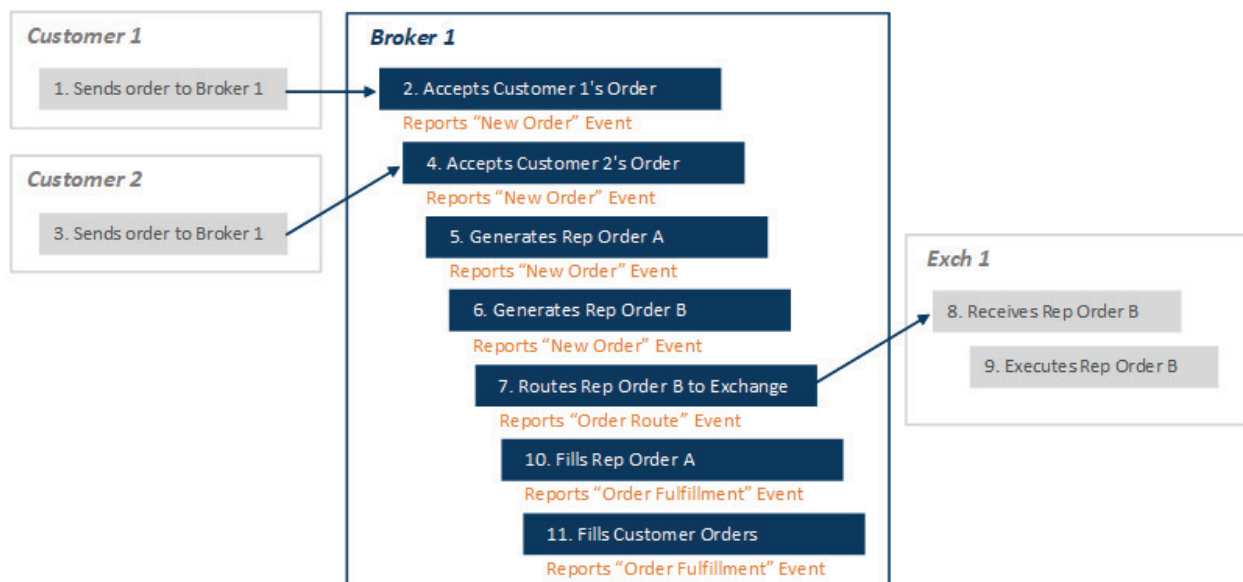 Customer 1
1. Sends order to Broker 1
Customer 2
3. Sends order to Broker 1
Broker 1
2. Accepts Customer 1's Order
Reports “New Order” Event
4. Accepts Customer 2's Order
Reports “New Order” Event
5. Generates Rep Order A
Reports “New Order” Event
6. Generates Rep Order B
Reports “New Order” Event
7. Routes Rep Order B to Exchange
Reports “Order Route” Event
10. Fills Rep Order A
Reports “Order Fulfillment” Event
11. Fills Customer Orders
Reports “Order Fulfillment” Event
Exch 1
8. Receives Rep Order B
9. Executes Rep Order B